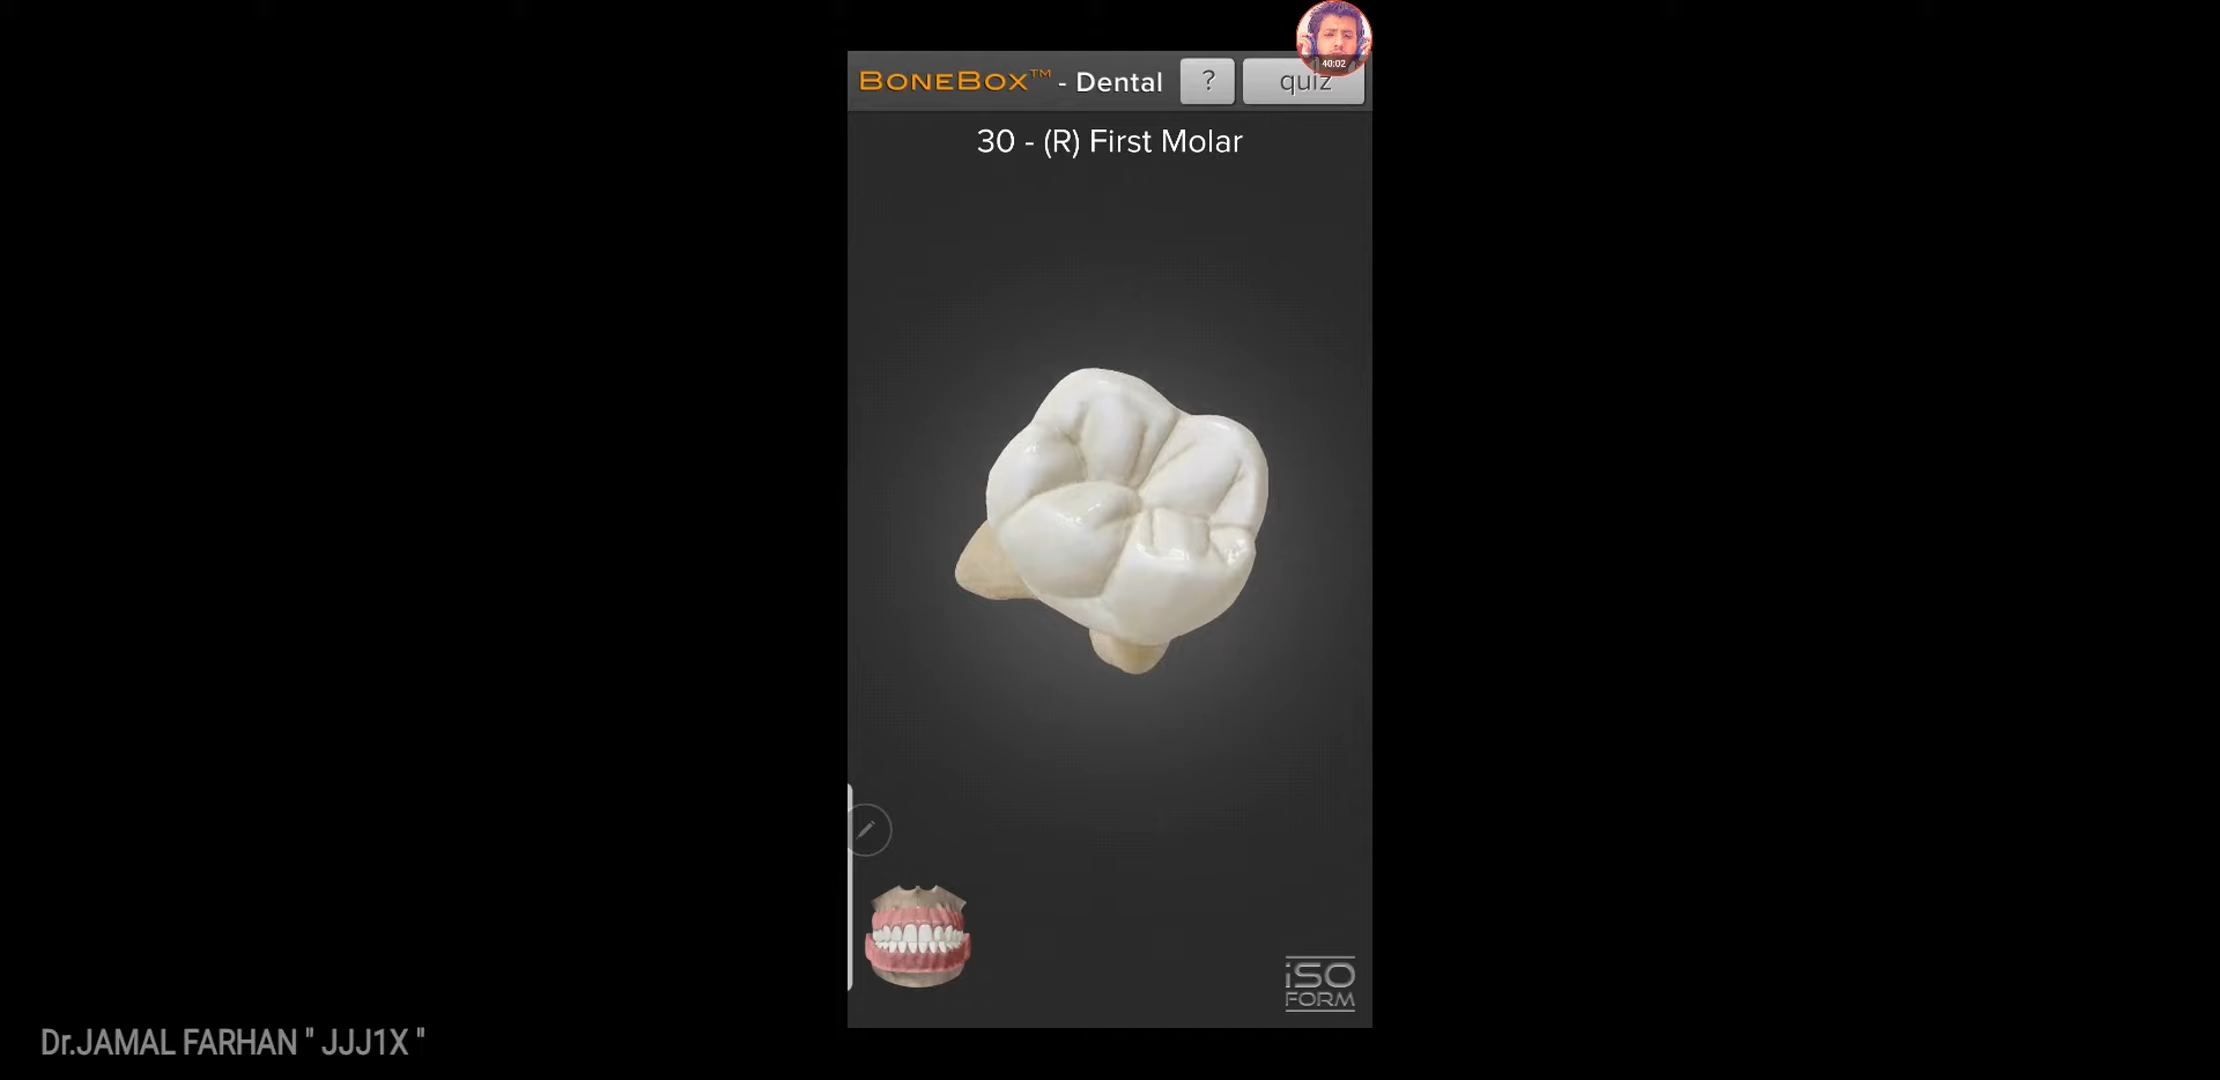 40:02
BONEBOX™ - Dental
?
quiz
30 - (R) First Molar
iSO
FORM
Dr.JAMAL FARHAN " JJJ1X "